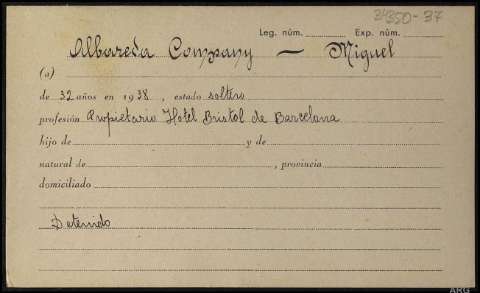 34350-37
Leg. núm. Exp. núm.
Albareda Company — Miguel
(a)
de 32 años en 1938, estado soltero
profesión Propietario Hotel Bristol de Barcelona
hijo de y de
natural de , provincia
domiciliado
Detenido
ARG